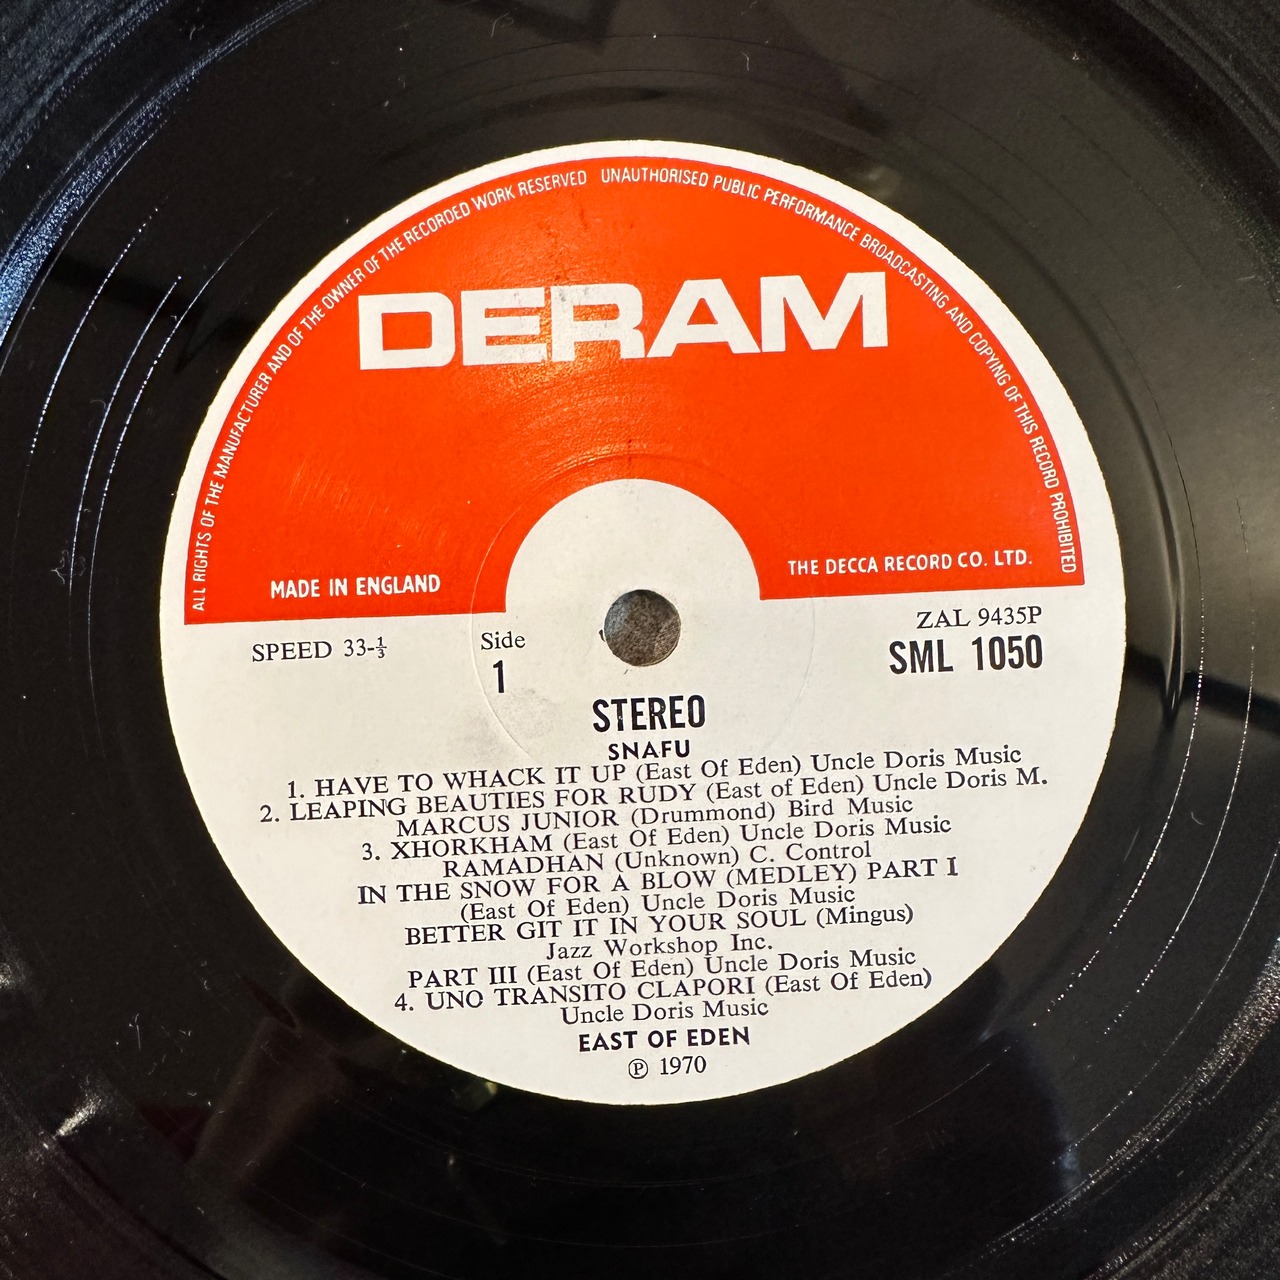 ALL RIGHTS OF THE MANUFACTURER AND OF THE OWNER OF THE RECORDED WORK RESERVED UNAUTHORISED PUBLIC PERFORMANCE BROADCASTING AND COPYING OF THIS RECORD PROHIBITED
DERAM
MADE IN ENGLAND
THE DECCA RECORD CO. LTD.
SPEED 33-⅓
Side
1
ZAL 9435P
SML 1050
STEREO
SNAFU
1. HAVE TO WHACK IT UP (East Of Eden) Uncle Doris Music
2. LEAPING BEAUTIES FOR RUDY (East of Eden) Uncle Doris M.
MARCUS JUNIOR (Drummond) Bird Music
3. XHORKHAM (East Of Eden) Uncle Doris Music
RAMADHAN (Unknown) C. Control
IN THE SNOW FOR A BLOW (MEDLEY) PART I
(East Of Eden) Uncle Doris Music
BETTER GIT IT IN YOUR SOUL (Mingus)
Jazz Workshop Inc.
PART III (East Of Eden) Uncle Doris Music
4. UNO TRANSITO CLAPORI (East Of Eden)
Uncle Doris Music
EAST OF EDEN
Ⓟ 1970